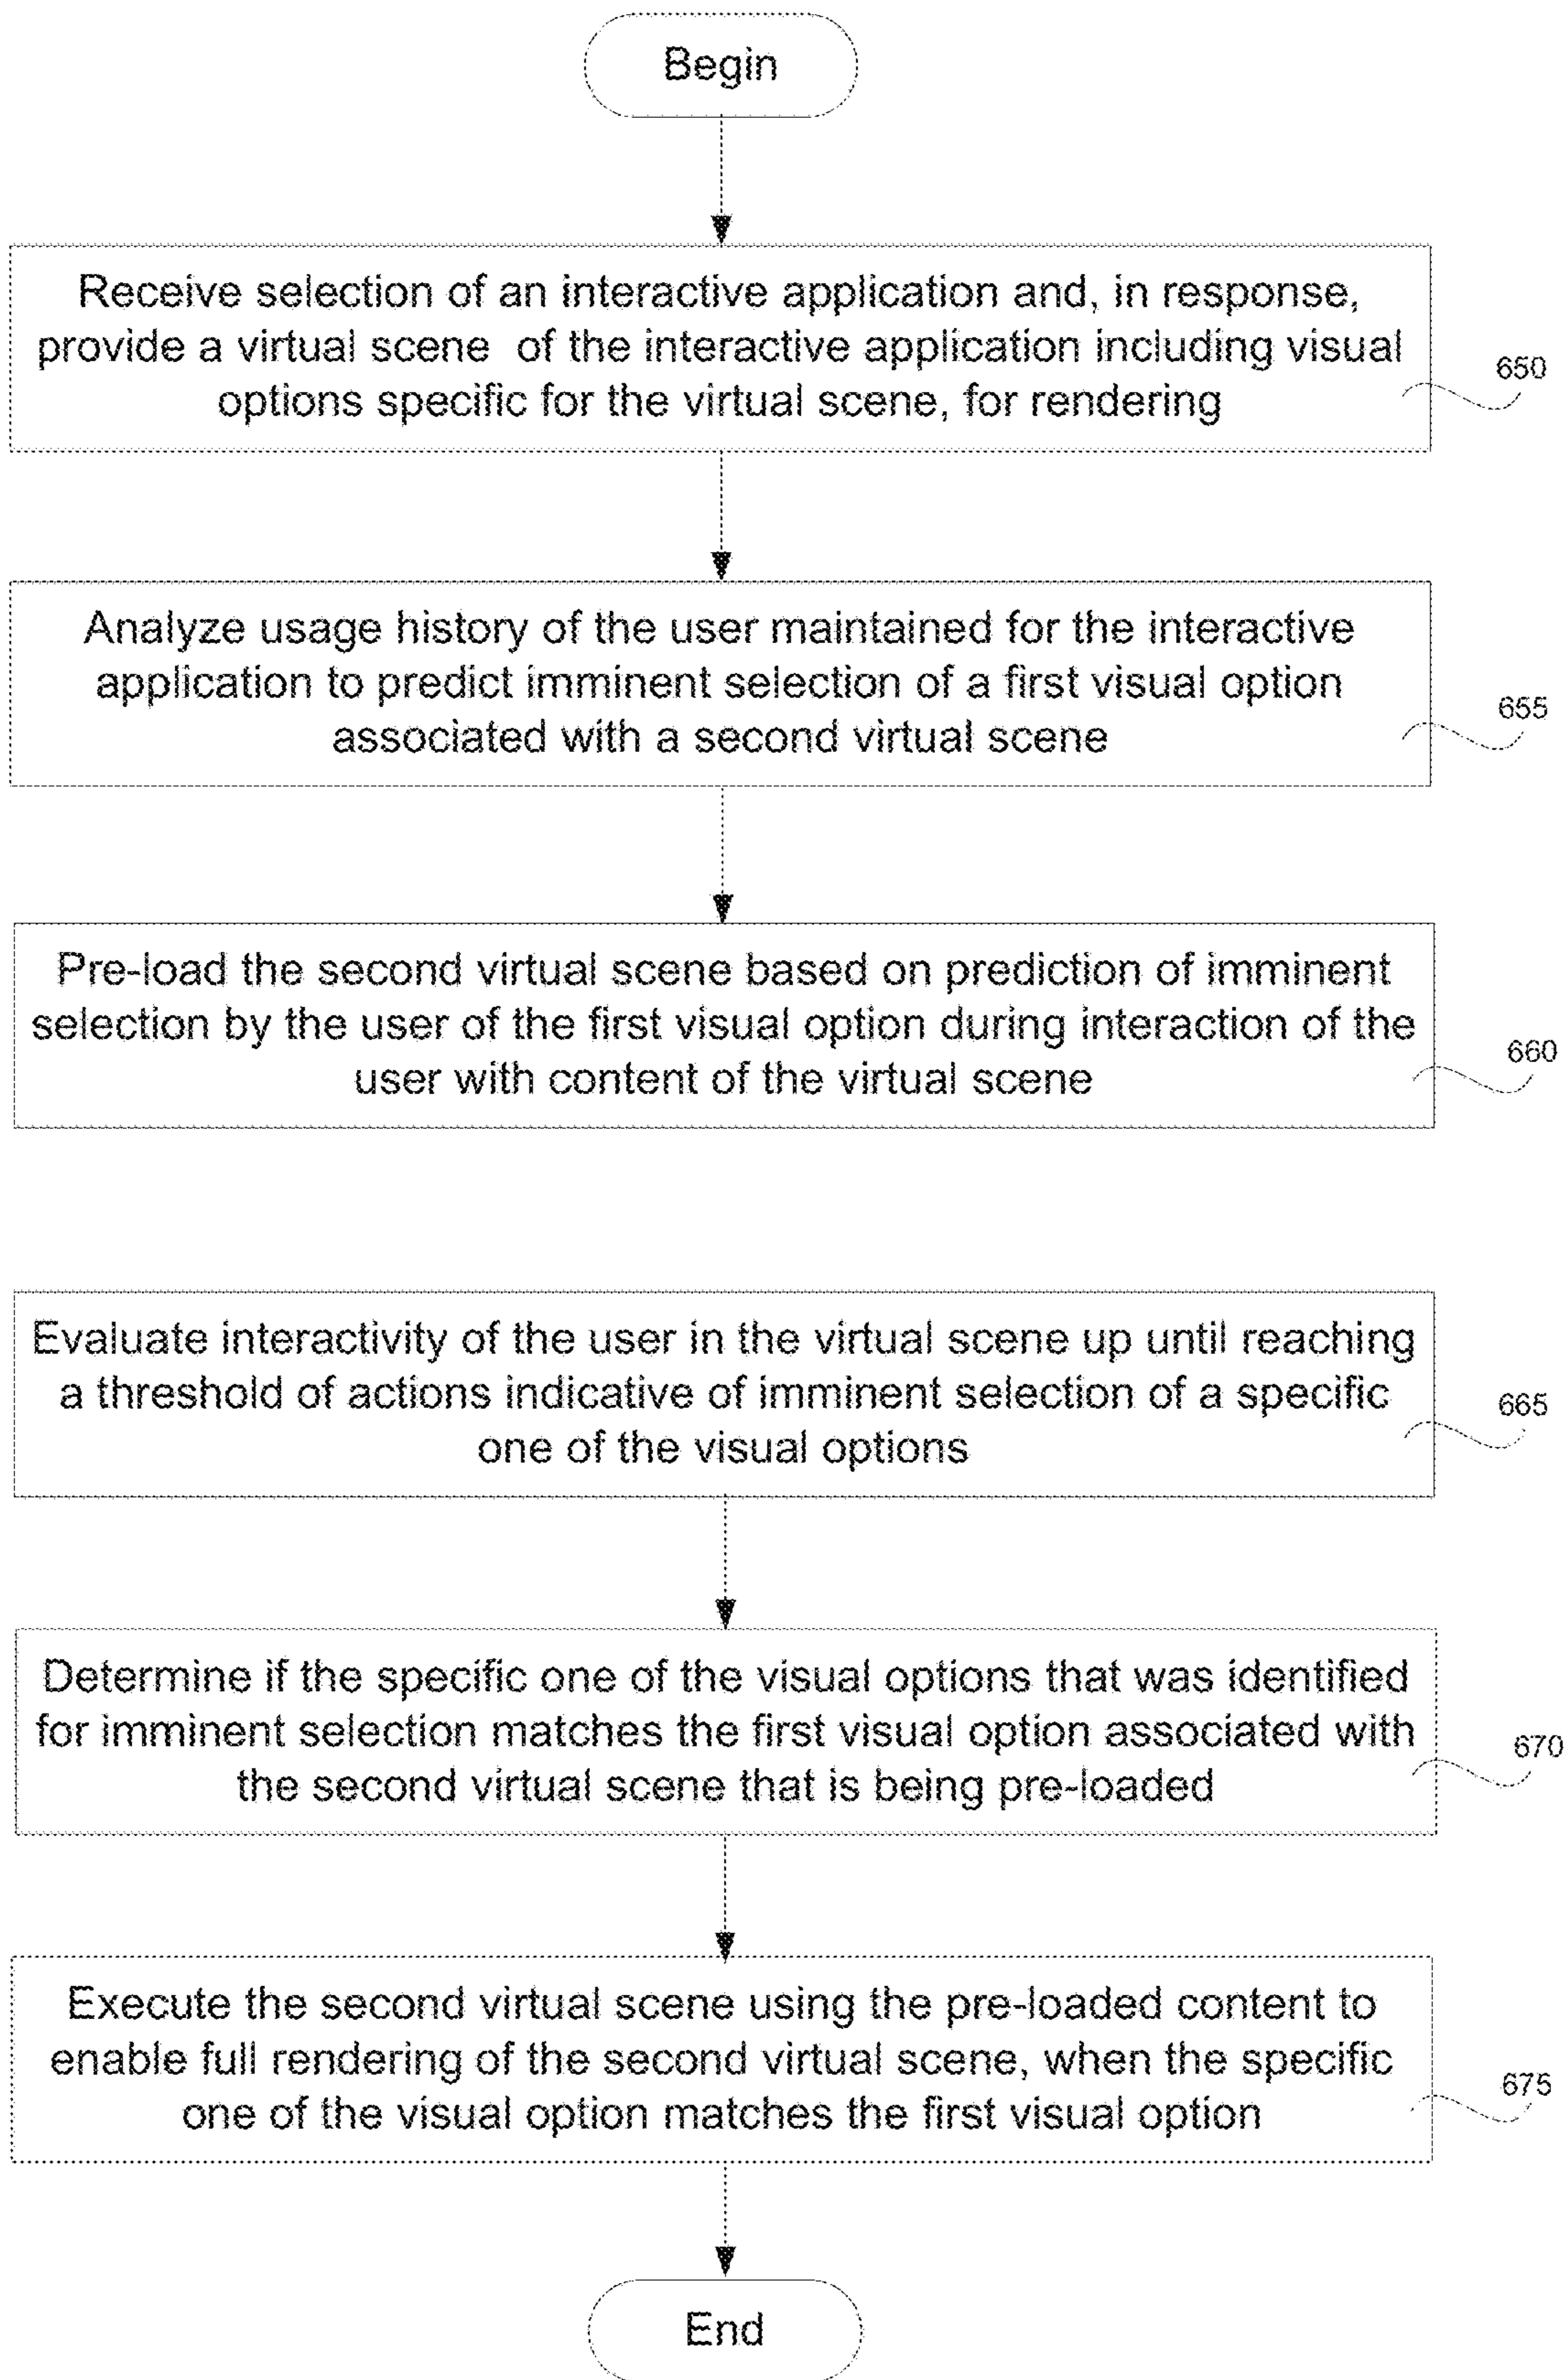 Begin
Receive selection of an interactive application and, in response,
provide a virtual scene of the interactive application including visual
options specific for the virtual scene, for rendering
650
Analyze usage history of the user maintained for the interactive
application to predict imminent selection of a first visual option
associated with a second virtual scene
655
Pre-load the second virtual scene based on prediction of imminent
selection by the user of the first visual option during interaction of the
user with content of the virtual scene
660
Evaluate interactivity of the user in the virtual scene up until reaching
a threshold of actions indicative of imminent selection of a specific
one of the visual options
665
Determine if the specific one of the visual options that was identified
for imminent selection matches the first visual option associated with
the second virtual scene that is being pre-loaded
670
Execute the second virtual scene using the pre-loaded content to
enable full rendering of the second virtual scene, when the specific
one of the visual option matches the first visual option
675
End